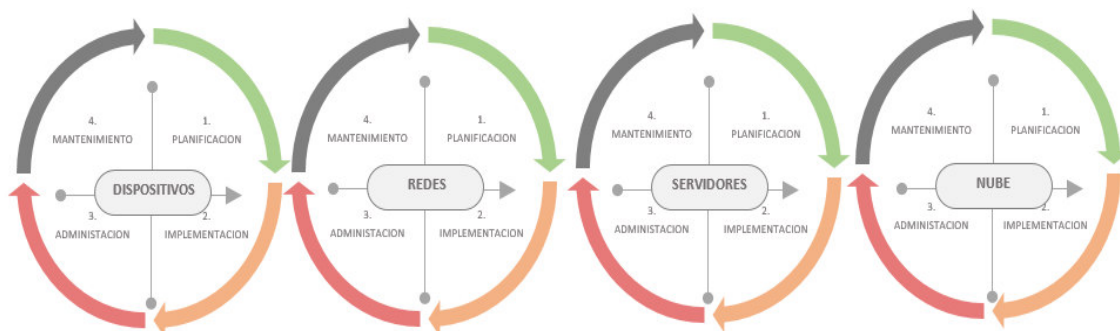 4.
MANTENIMIENTO
1.
PLANIFICACION
DISPOSITIVOS
3.
ADMINISTACION
2.
IMPLEMENTACION
4.
MANTENIMIENTO
1.
PLANIFICACION
REDES
3.
ADMINISTACION
2.
IMPLEMENTACION
4.
MANTENIMIENTO
1.
PLANIFICACION
SERVIDORES
3.
ADMINISTACION
2.
IMPLEMENTACION
4.
MANTENIMIENTO
1.
PLANIFICACION
NUBE
3.
ADMINISTACION
2.
IMPLEMENTACION